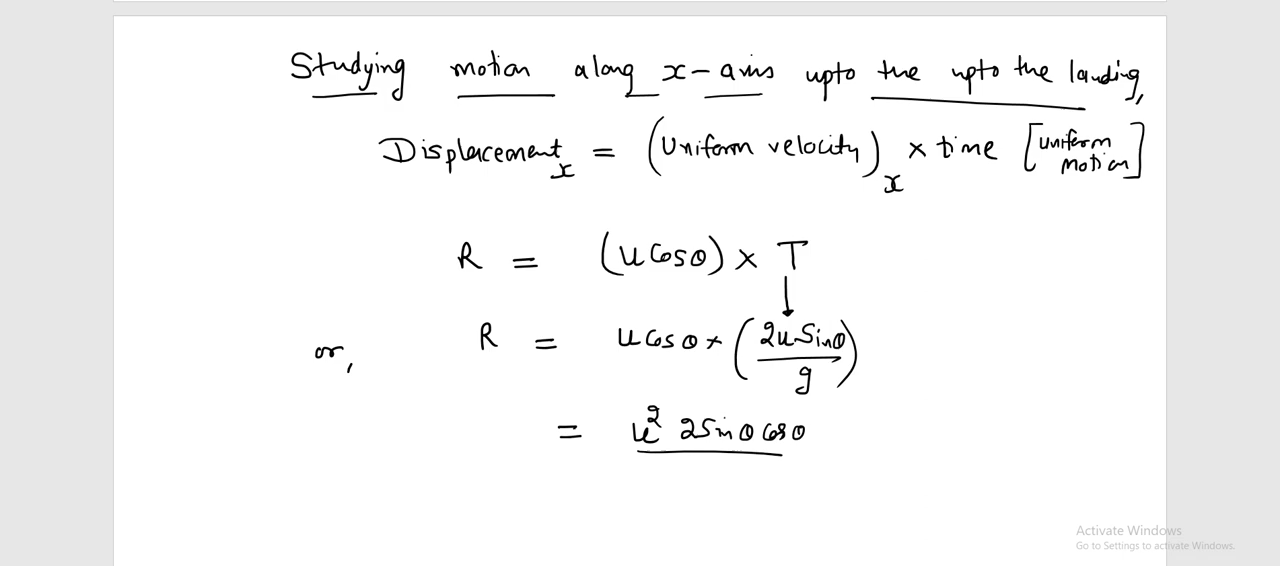 Studying motion along x-axis upto the upto the landing,
Displacement_x = (Uniform velocity)_x × time [uniform motion]
R = (u cosθ) × T
↓
or, R = u cosθ × (2u sinθ / g)
= u² 2sinθ cosθ
Activate Windows
Go to Settings to activate Windows.